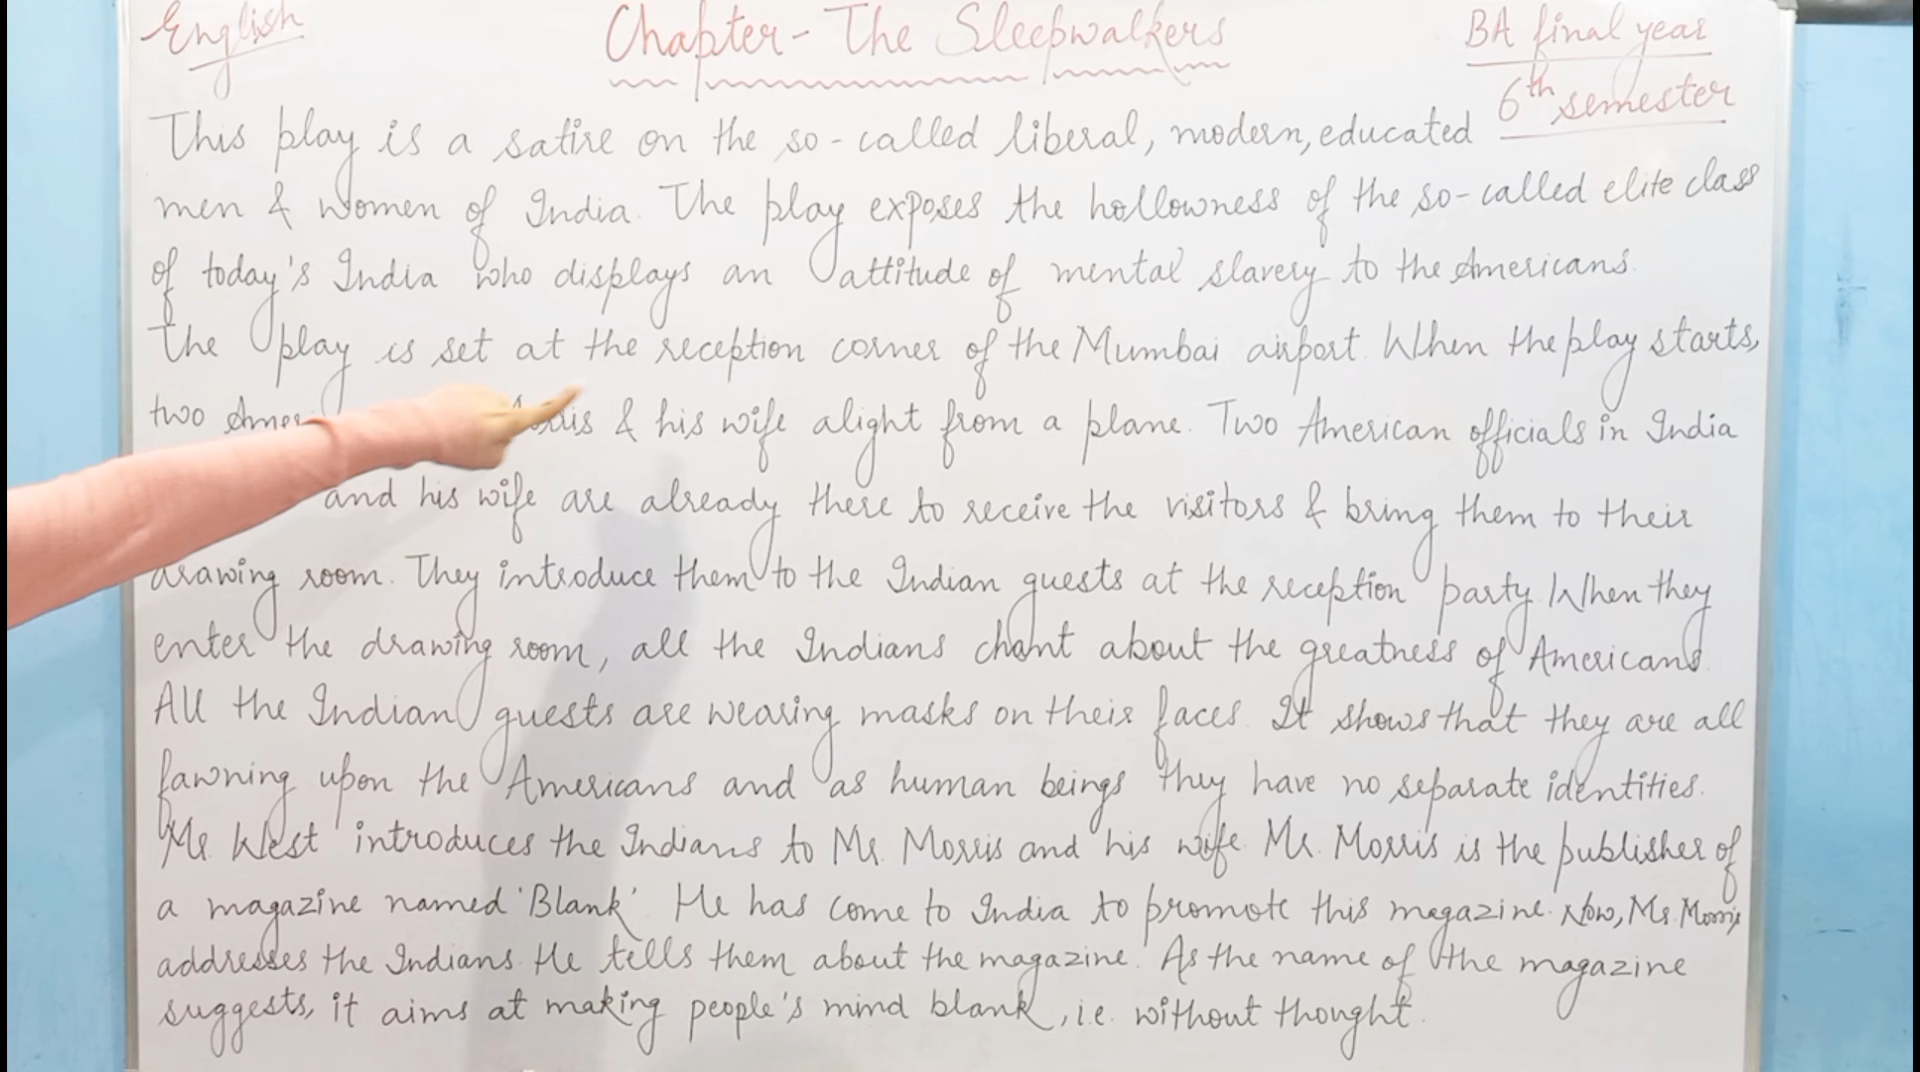 English
Chapter - The Sleepwalkers
BA final year
6th semester
This play is a satire on the so-called liberal, modern, educated
men & women of India. The play exposes the hollowness of the so-called elite class
of today's India who displays an attitude of mental slavery to the Americans
The play is set at the reception corner of the Mumbai airport. When the play starts,
two & his wife alight from a plane. Two American officials in India
and his wife are already there to receive the visitors & bring them to their
drawing room. They introduce them to the Indian guests at the reception party. When they
enter the drawing room, all the Indians chant about the greatness of Americans.
All the Indian guests are wearing masks on their faces. It shows that they are all
fawning upon the Americans and as human beings they have no separate identities.
Mr. West introduces the Indians to Mr. Morris and his wife. Mr. Morris is the publisher of
a magazine named 'Blank'. He has come to India to promote this magazine. Now, Mr. Morris
addresses the Indians. He tells them about the magazine. As the name of the magazine
suggests, it aims at making people's mind blank, i.e. without thought.